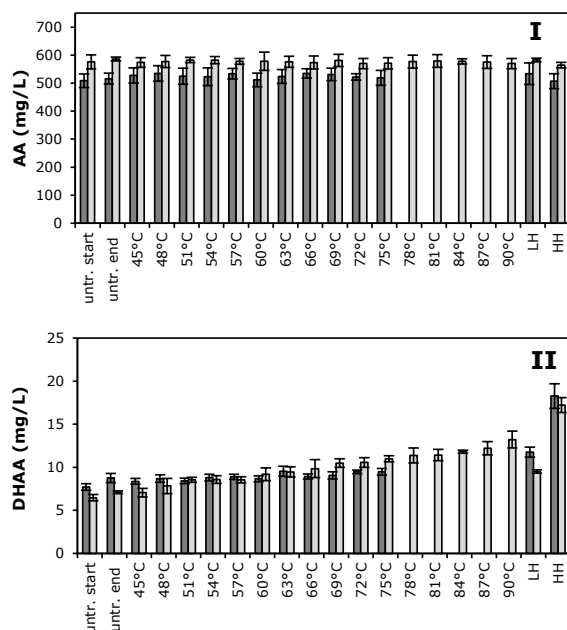 I
AA (mg/L)
700
600
500
400
300
200
100
0
untr. start
untr. end
45°C
48°C
51°C
54°C
57°C
60°C
63°C
66°C
69°C
72°C
75°C
78°C
81°C
84°C
87°C
90°C
LH
HH
II
DHAA (mg/L)
25
20
15
10
5
0
untr. start
untr. end
45°C
48°C
51°C
54°C
57°C
60°C
63°C
66°C
69°C
72°C
75°C
78°C
81°C
84°C
87°C
90°C
LH
HH